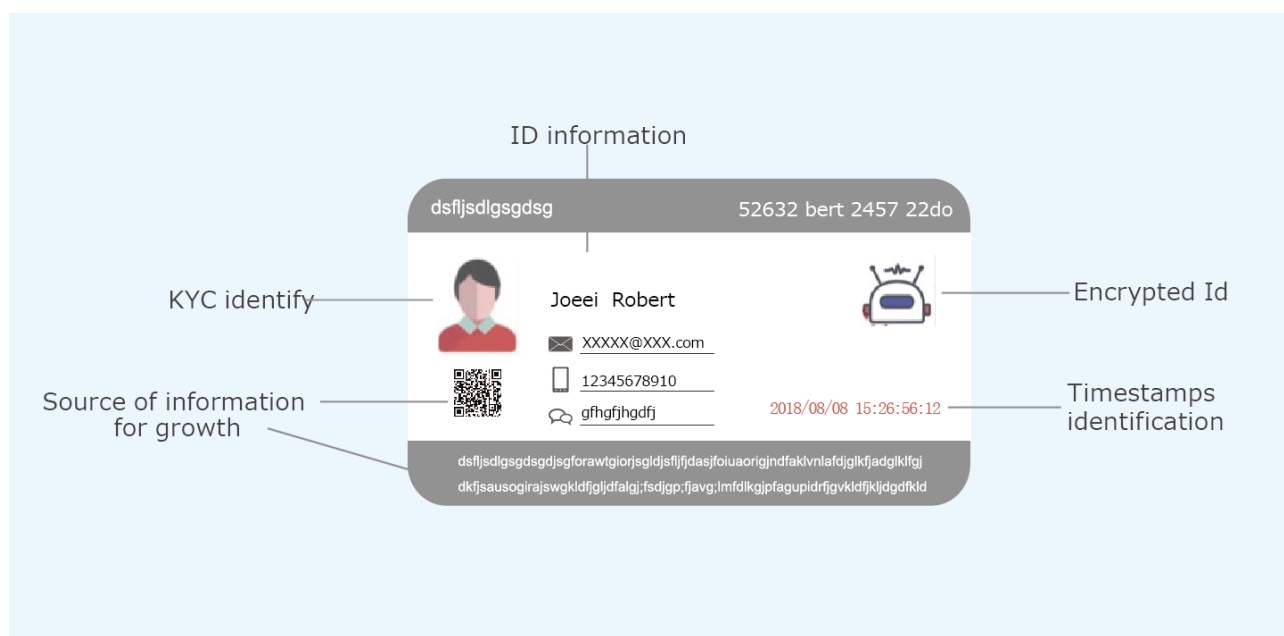 ID information
dsfljsdlgsgdsg
52632 bert 2457 22do
KYC identify
Joeei Robert
Encrypted Id
XXXXX@XXX.com
12345678910
gfhgfjhgdfj
Source of information
for growth
2018/08/08 15:26:56:12
Timestamps
identification
dsfljsdlgsgdsgdjsgforawtgiorjsgldjsfljfjdasjfoiuaorigjndfaklvnlafdjglkfjadglklfgj
dkfjsausogirajswgkldfjgljdfalgj;fsdjgp;fjavg;lmfdlkgjpfagupidrfjgvkldfjkljdgdfkld